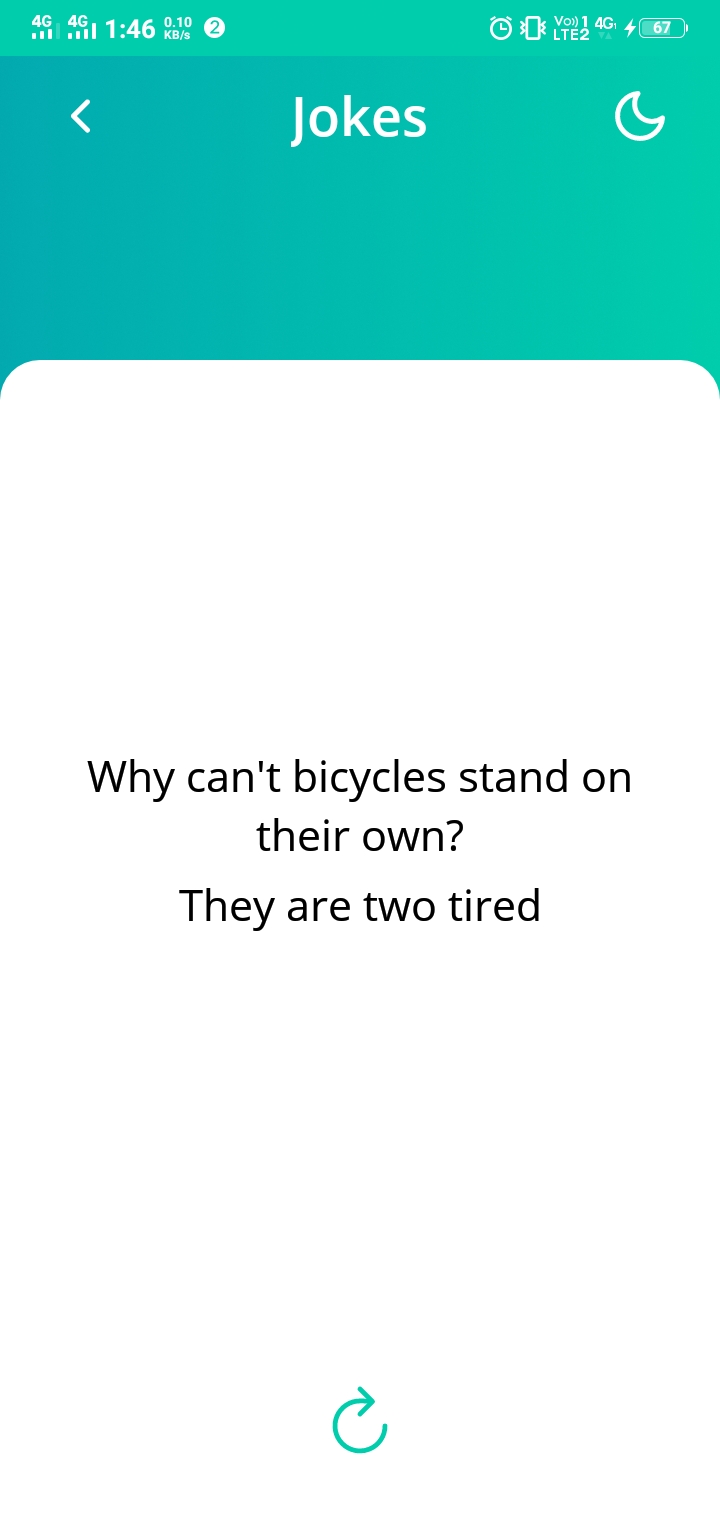 4G 4G 1:46 0.10 KB/s 2 Vo)) 1 LTE2 4G 67
Jokes
Why can't bicycles stand on
their own?
They are two tired